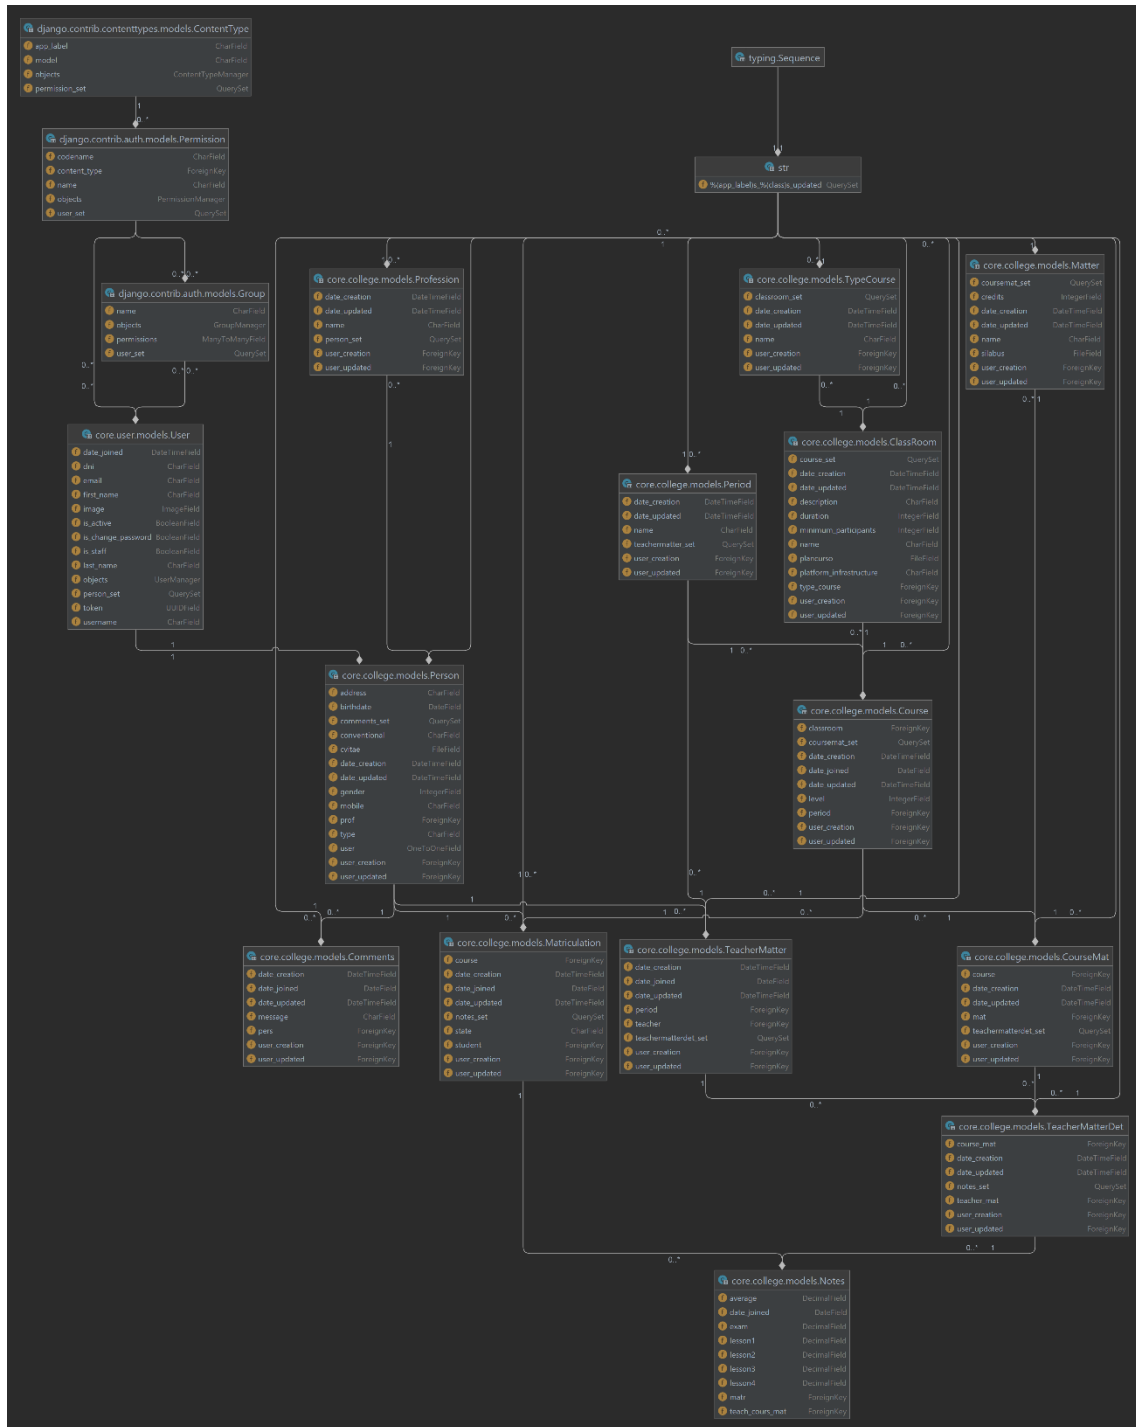 django.contrib.contenttypes.models.ContentType
app_label CharField
model CharField
objects ContentTypeManager
permission_set QuerySet
typing.Sequence
1
0..*
django.contrib.auth.models.Permission
codename CharField
content_type ForeignKey
name CharField
objects PermissionManager
user_set QuerySet
str
%(app_label)s_%(class)s_updated QuerySet
django.contrib.auth.models.Group
name CharField
objects GroupManager
permissions ManyToManyField
user_set QuerySet
core.college.models.Profession
date_creation DateTimeField
date_updated DateTimeField
name CharField
person_set QuerySet
user_creation ForeignKey
user_updated ForeignKey
core.college.models.TypeCourse
classroom_set QuerySet
date_creation DateTimeField
date_updated DateTimeField
name CharField
user_creation ForeignKey
user_updated ForeignKey
core.college.models.Matter
coursemat_set QuerySet
credits IntegerField
date_creation DateTimeField
date_updated DateTimeField
name CharField
silabus FileField
user_creation ForeignKey
user_updated ForeignKey
core.user.models.User
date_joined DateTimeField
dni CharField
email CharField
first_name CharField
image ImageField
is_active BooleanField
is_change_password BooleanField
is_staff BooleanField
last_name CharField
objects UserManager
person_set QuerySet
token UUIDField
username CharField
core.college.models.Period
date_creation DateTimeField
date_updated DateTimeField
name CharField
teachermatter_set QuerySet
user_creation ForeignKey
user_updated ForeignKey
core.college.models.ClassRoom
course_set QuerySet
date_creation DateTimeField
date_updated DateTimeField
description CharField
duration IntegerField
minimum_participants IntegerField
name CharField
plancurso FileField
platform_infrastructure CharField
type_course ForeignKey
user_creation ForeignKey
user_updated ForeignKey
core.college.models.Person
address CharField
birthdate DateField
comments_set QuerySet
conventional CharField
cvitae FileField
date_creation DateTimeField
date_updated DateTimeField
gender IntegerField
mobile CharField
prof ForeignKey
type CharField
user OneToOneField
user_creation ForeignKey
user_updated ForeignKey
core.college.models.Course
classroom ForeignKey
coursemat_set QuerySet
date_creation DateTimeField
date_joined DateField
date_updated DateTimeField
level IntegerField
period ForeignKey
user_creation ForeignKey
user_updated ForeignKey
core.college.models.Comments
date_creation DateTimeField
date_joined DateField
date_updated DateTimeField
message CharField
pers ForeignKey
user_creation ForeignKey
user_updated ForeignKey
core.college.models.Matriculation
course ForeignKey
date_creation DateTimeField
date_joined DateField
date_updated DateTimeField
notes_set QuerySet
state CharField
student ForeignKey
user_creation ForeignKey
user_updated ForeignKey
core.college.models.TeacherMatter
date_creation DateTimeField
date_joined DateField
date_updated DateTimeField
period ForeignKey
teacher ForeignKey
teachermatterdet_set QuerySet
user_creation ForeignKey
user_updated ForeignKey
core.college.models.CourseMat
course ForeignKey
date_creation DateTimeField
date_updated DateTimeField
mat ForeignKey
teachermatterdet_set QuerySet
user_creation ForeignKey
user_updated ForeignKey
core.college.models.TeacherMatterDet
course_mat ForeignKey
date_creation DateTimeField
date_updated DateTimeField
notes_set QuerySet
teacher_mat ForeignKey
user_creation ForeignKey
user_updated ForeignKey
0..*
0..* 1
core.college.models.Notes
average DecimalField
date_joined DateField
exam DecimalField
lesson1 DecimalField
lesson2 DecimalField
lesson3 DecimalField
lesson4 DecimalField
matr ForeignKey
teach_cours_mat ForeignKey